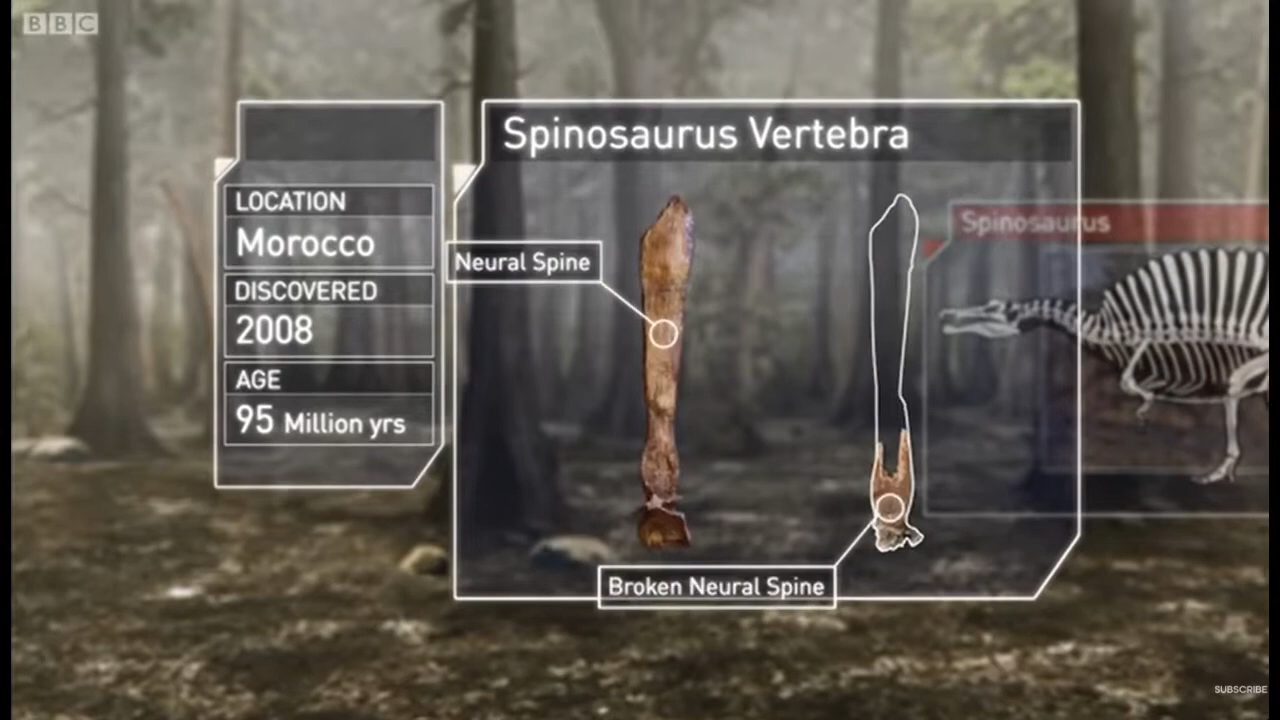 BBC
Spinosaurus Vertebra
LOCATION
Morocco
DISCOVERED
2008
AGE
95 Million yrs
Neural Spine
Broken Neural Spine
Spinosaurus
SUBSCRIBE